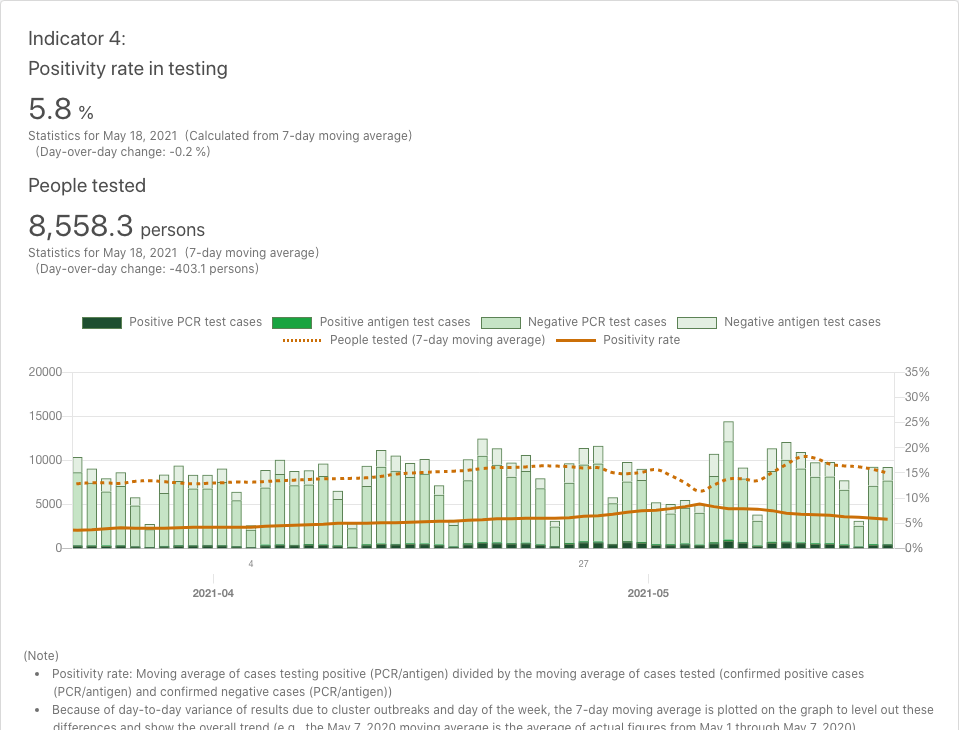 Indicator 4:
Positivity rate in testing
5.8 %
Statistics for May 18, 2021 (Calculated from 7-day moving average)
(Day-over-day change: -0.2 %)
People tested
8,558.3 persons
Statistics for May 18, 2021 (7-day moving average)
(Day-over-day change: -403.1 persons)
Positive PCR test cases Positive antigen test cases Negative PCR test cases Negative antigen test cases
People tested (7-day moving average) Positivity rate
20000 35%
30%
15000 25%
20%
10000 15%
10%
5000 5%
0 0%
4 27
2021-04 2021-05
(Note)
• Positivity rate: Moving average of cases testing positive (PCR/antigen) divided by the moving average of cases tested (confirmed positive cases
(PCR/antigen) and confirmed negative cases (PCR/antigen))
• Because of day-to-day variance of results due to cluster outbreaks and day of the week, the 7-day moving average is plotted on the graph to level out these
differences and show the overall trend (e.g., the May 7, 2020 moving average is the average of actual figures from May 1 through May 7, 2020)